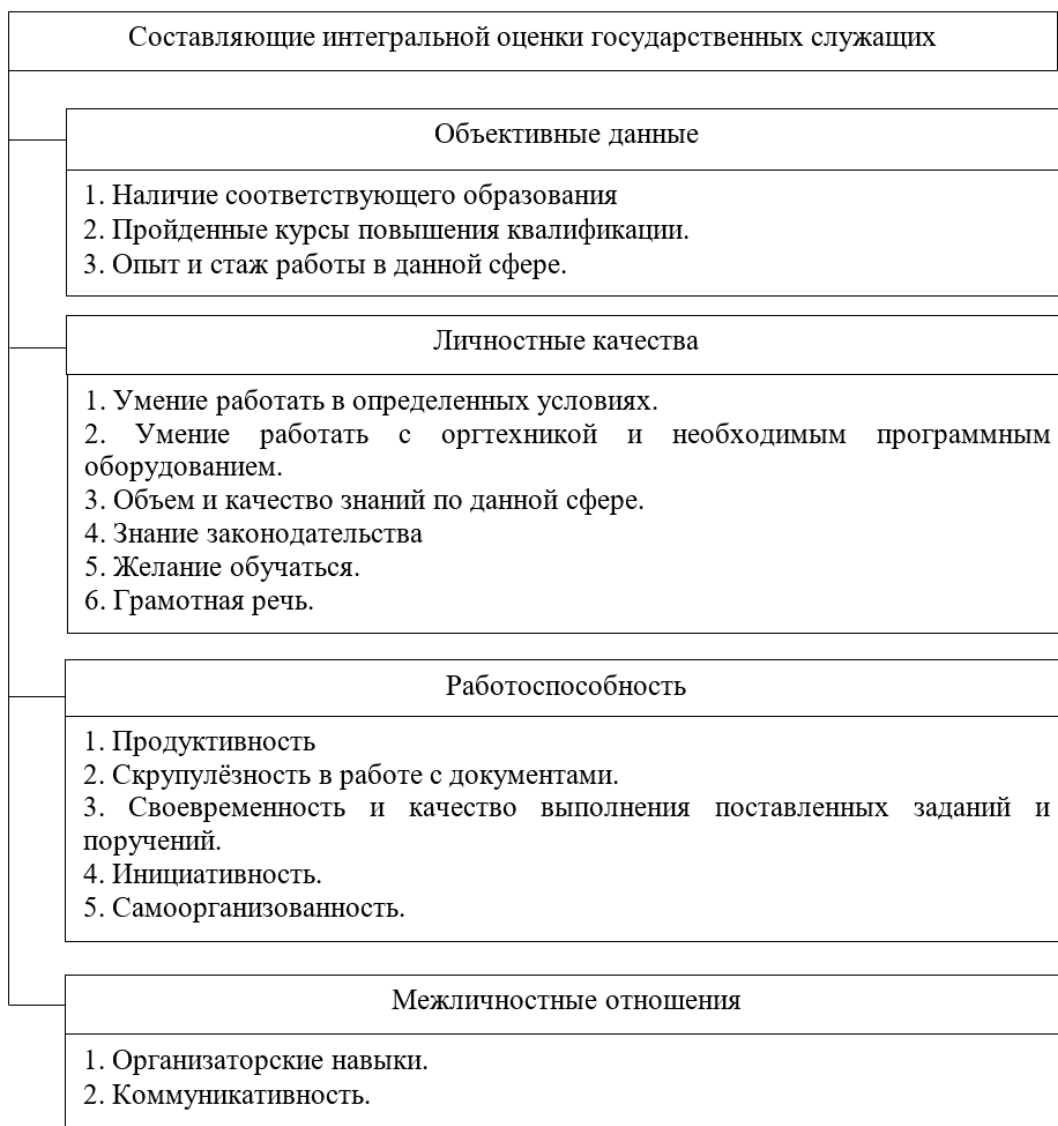 Составляющие интегральной оценки государственных служащих
Объективные данные
1. Наличие соответствующего образования
2. Пройденные курсы повышения квалификации.
3. Опыт и стаж работы в данной сфере.
Личностные качества
1. Умение работать в определенных условиях.
2. Умение работать с оргтехникой и необходимым программным
оборудованием.
3. Объем и качество знаний по данной сфере.
4. Знание законодательства
5. Желание обучаться.
6. Грамотная речь.
Работоспособность
1. Продуктивность
2. Скрупулёзность в работе с документами.
3. Своевременность и качество выполнения поставленных заданий и
поручений.
4. Инициативность.
5. Самоорганизованность.
Межличностные отношения
1. Организаторские навыки.
2. Коммуникативность.